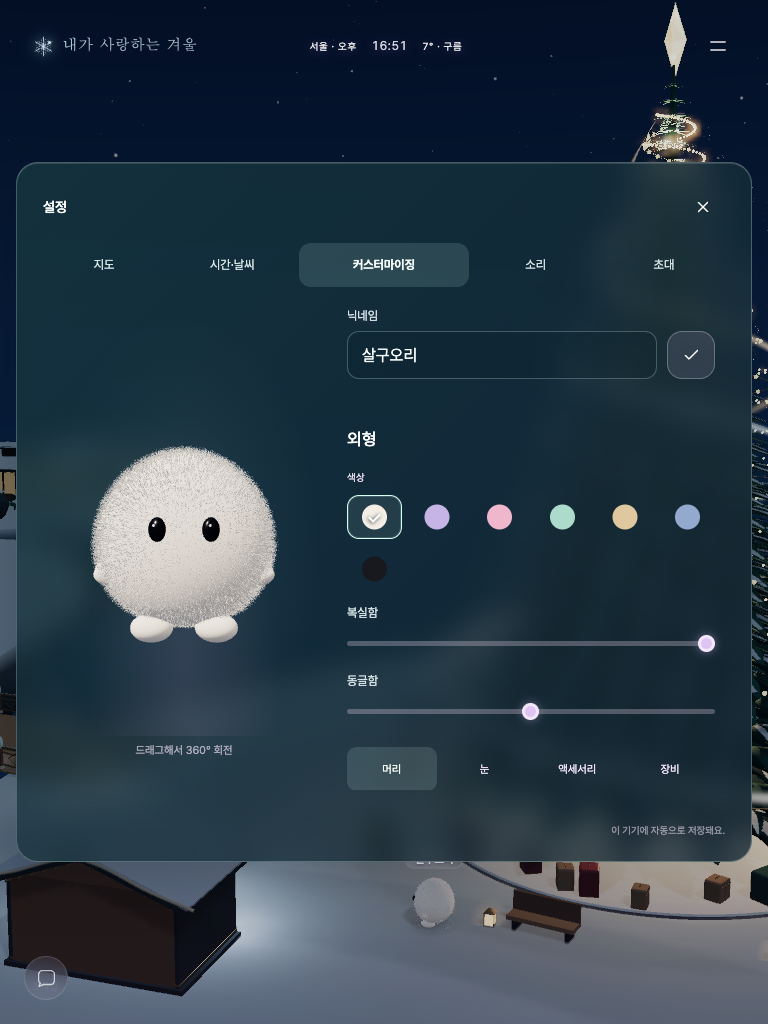 내가 사랑하는 겨울
서울 · 오후 16:51 7° · 구름
설정
지도 시간·날씨 커스터마이징 소리 초대
닉네임
살구오리
외형
색상
복실함
동글함
머리 눈 액세서리 장비
드래그해서 360° 회전
이 기기에 자동으로 저장돼요.